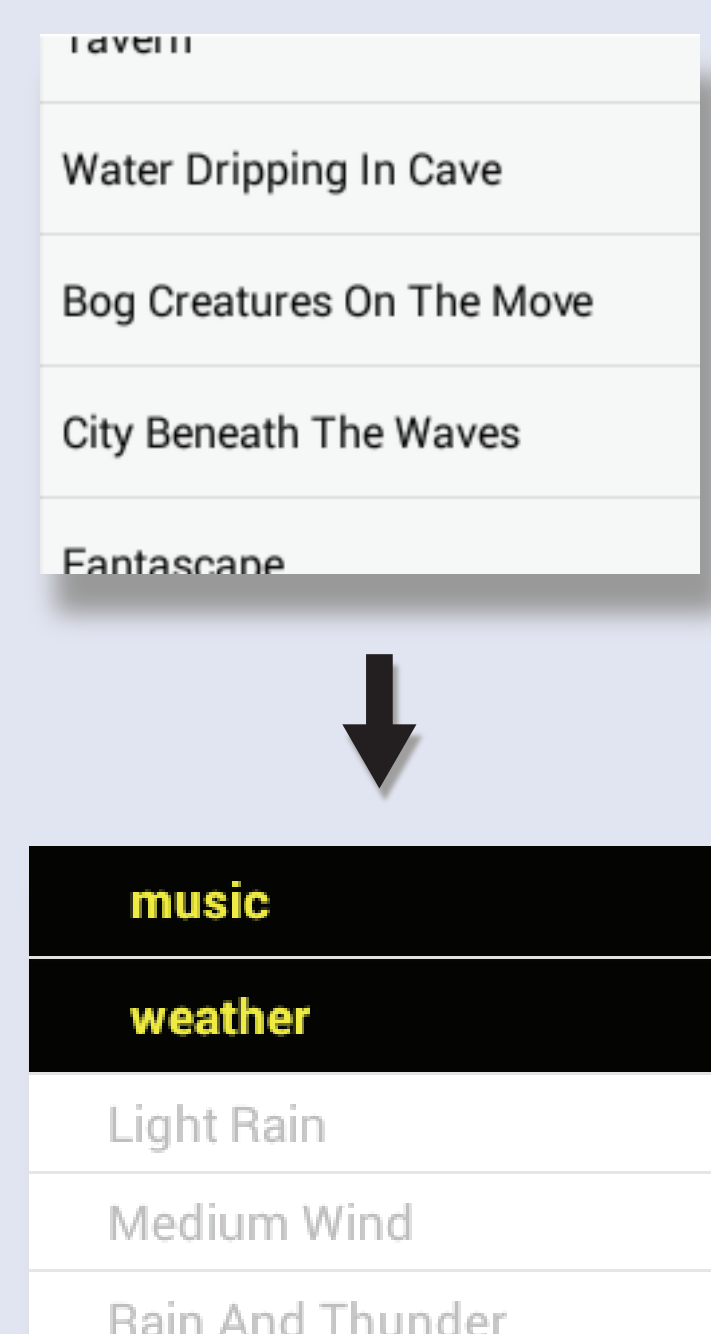 Tavern
Water Dripping In Cave
Bog Creatures On The Move
City Beneath The Waves
Fantascape
music
weather
Light Rain
Medium Wind
Rain And Thunder